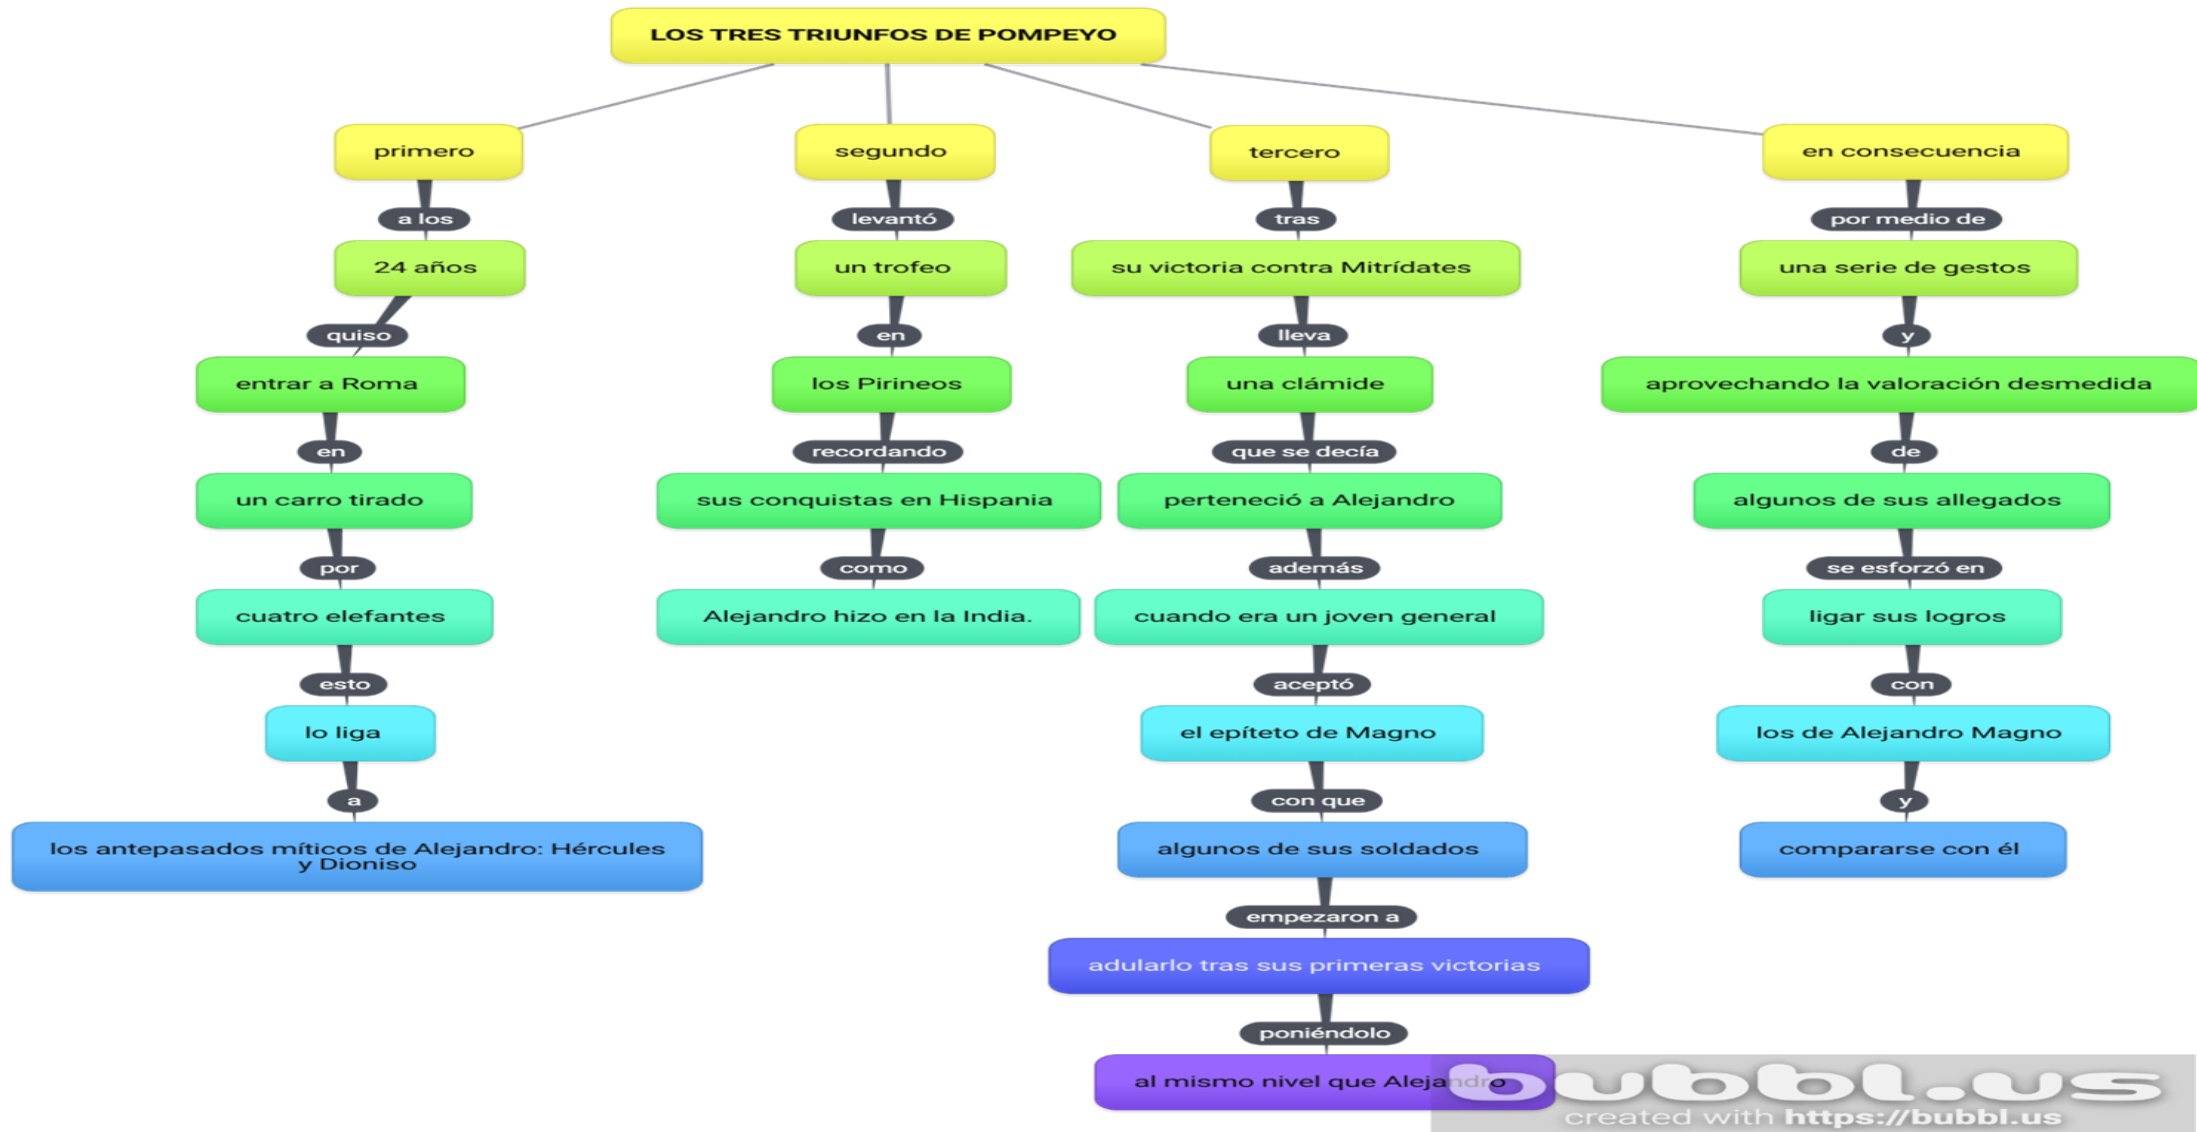 LOS TRES TRIUNFOS DE POMPEYO
primero
a los
24 años
quiso
entrar a Roma
en
un carro tirado
por
cuatro elefantes
esto
lo liga
a
los antepasados míticos de Alejandro: Hércules
y Dioniso
segundo
levantó
un trofeo
en
los Pirineos
recordando
sus conquistas en Hispania
como
Alejandro hizo en la India.
tercero
tras
su victoria contra Mitrídates
lleva
una clámide
que se decía
perteneció a Alejandro
además
cuando era un joven general
aceptó
el epíteto de Magno
con que
algunos de sus soldados
empezaron a
adularlo tras sus primeras victorias
poniéndolo
al mismo nivel que Alejandro
en consecuencia
por medio de
una serie de gestos
y
aprovechando la valoración desmedida
de
algunos de sus allegados
se esforzó en
ligar sus logros
con
los de Alejandro Magno
y
compararse con él
bubbl.us
created with https://bubbl.us